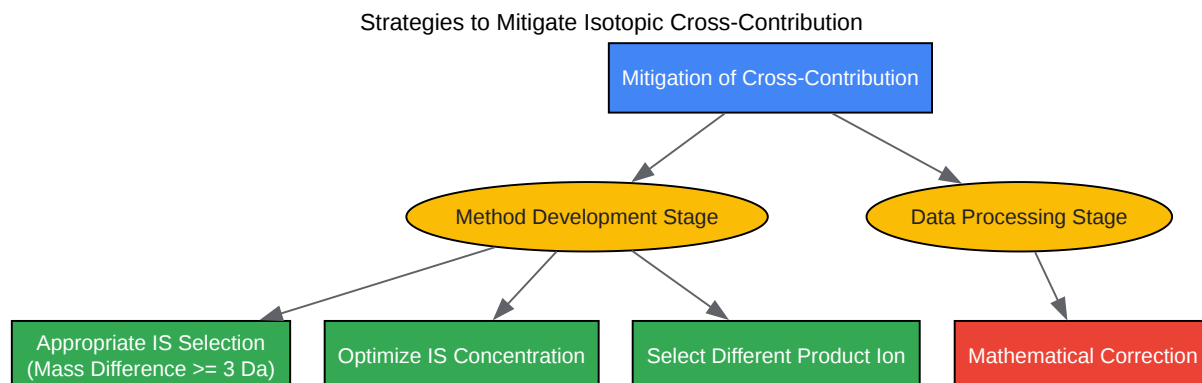 Strategies to Mitigate Isotopic Cross-Contribution
Mitigation of Cross-Contribution
Method Development Stage
Data Processing Stage
Appropriate IS Selection
(Mass Difference >= 3 Da)
Optimize IS Concentration
Select Different Product Ion
Mathematical Correction